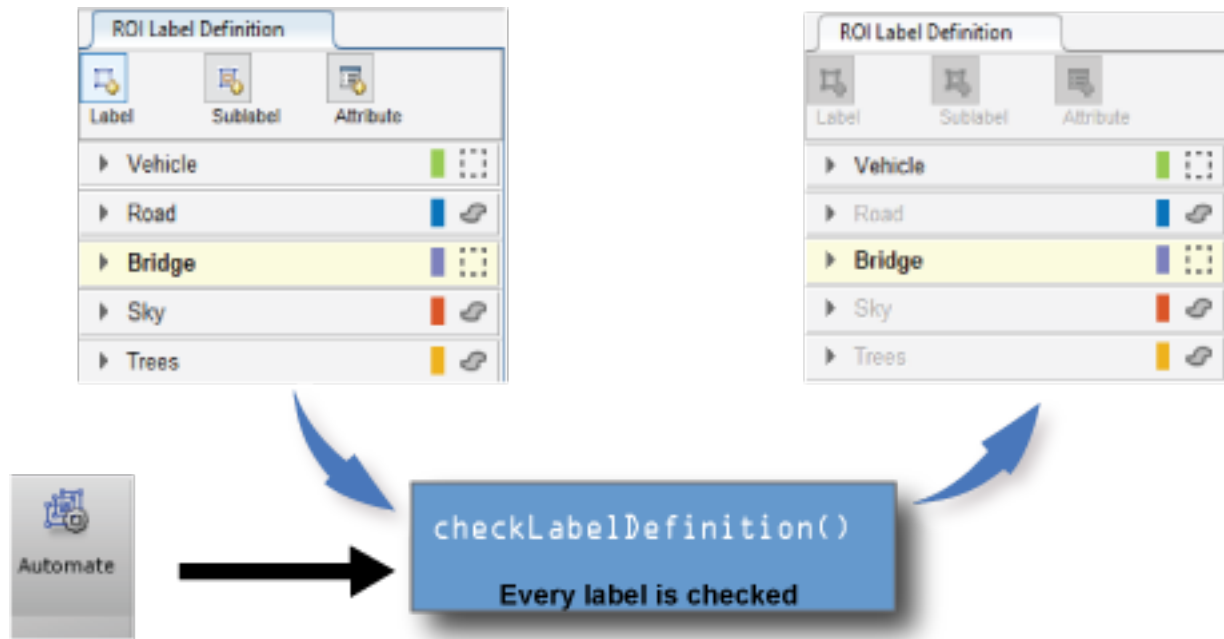 ROI Label Definition
Label Sublabel Attribute
Vehicle
Road
Bridge
Sky
Trees
ROI Label Definition
Label Sublabel Attribute
Vehicle
Road
Bridge
Sky
Trees
Automate
checkLabelDefinition()
Every label is checked